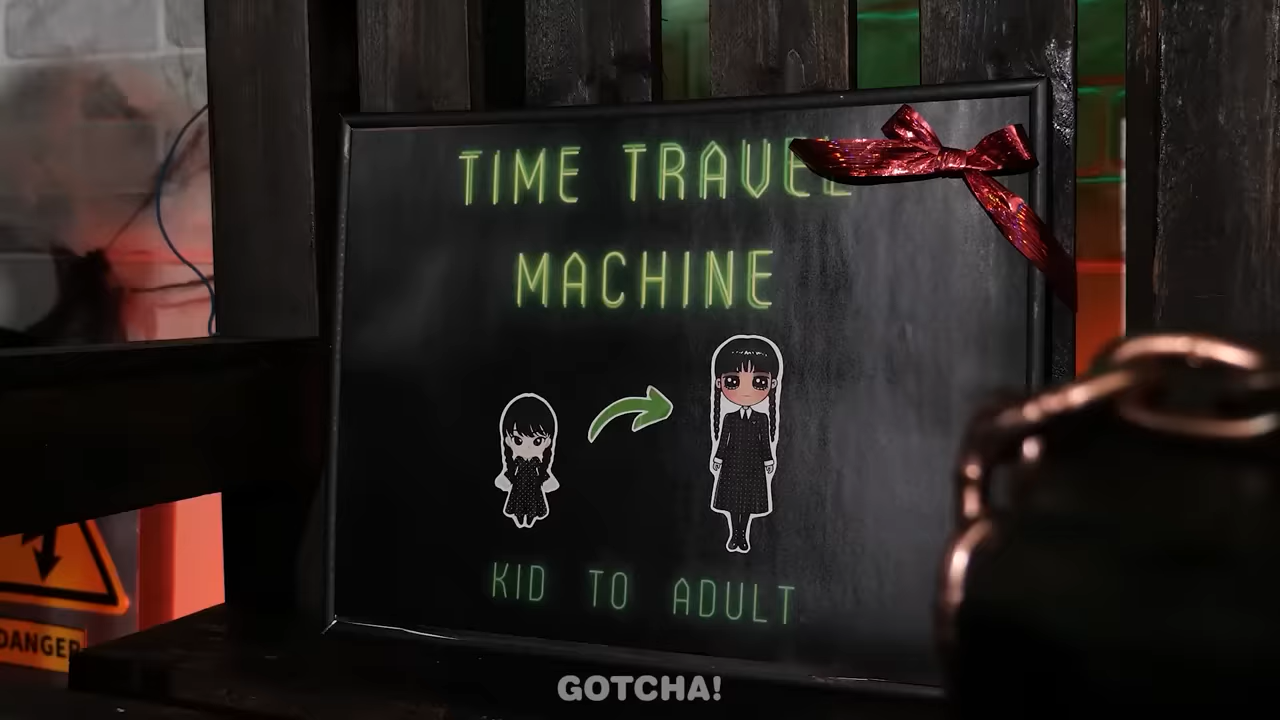 TIME TRAVEL
MACHINE
KID TO ADULT
DANGER
GOTCHA!